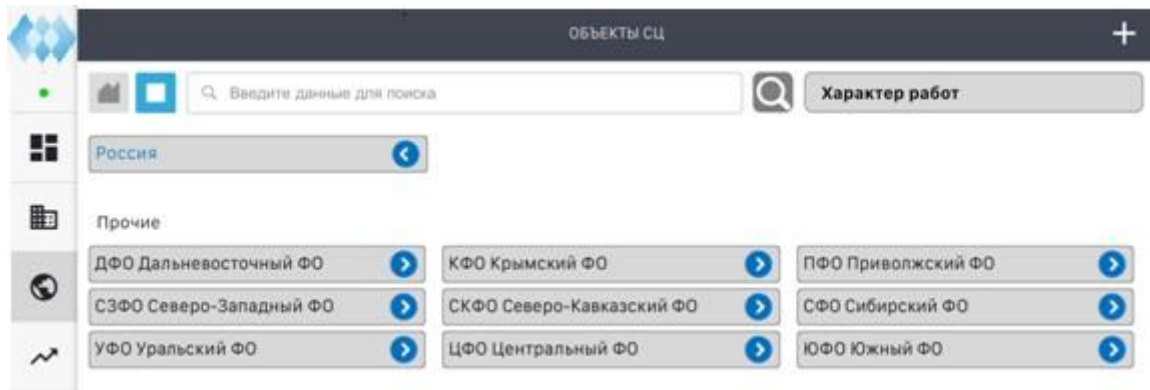 ОБЪЕКТЫ СЦ
Введите данные для поиска
Характер работ
Россия
Прочие
ДФО Дальневосточный ФО
КФО Крымский ФО
ПФО Приволжский ФО
СЗФО Северо-Западный ФО
СКФО Северо-Кавказский ФО
СФО Сибирский ФО
УФО Уральский ФО
ЦФО Центральный ФО
ЮФО Южный ФО